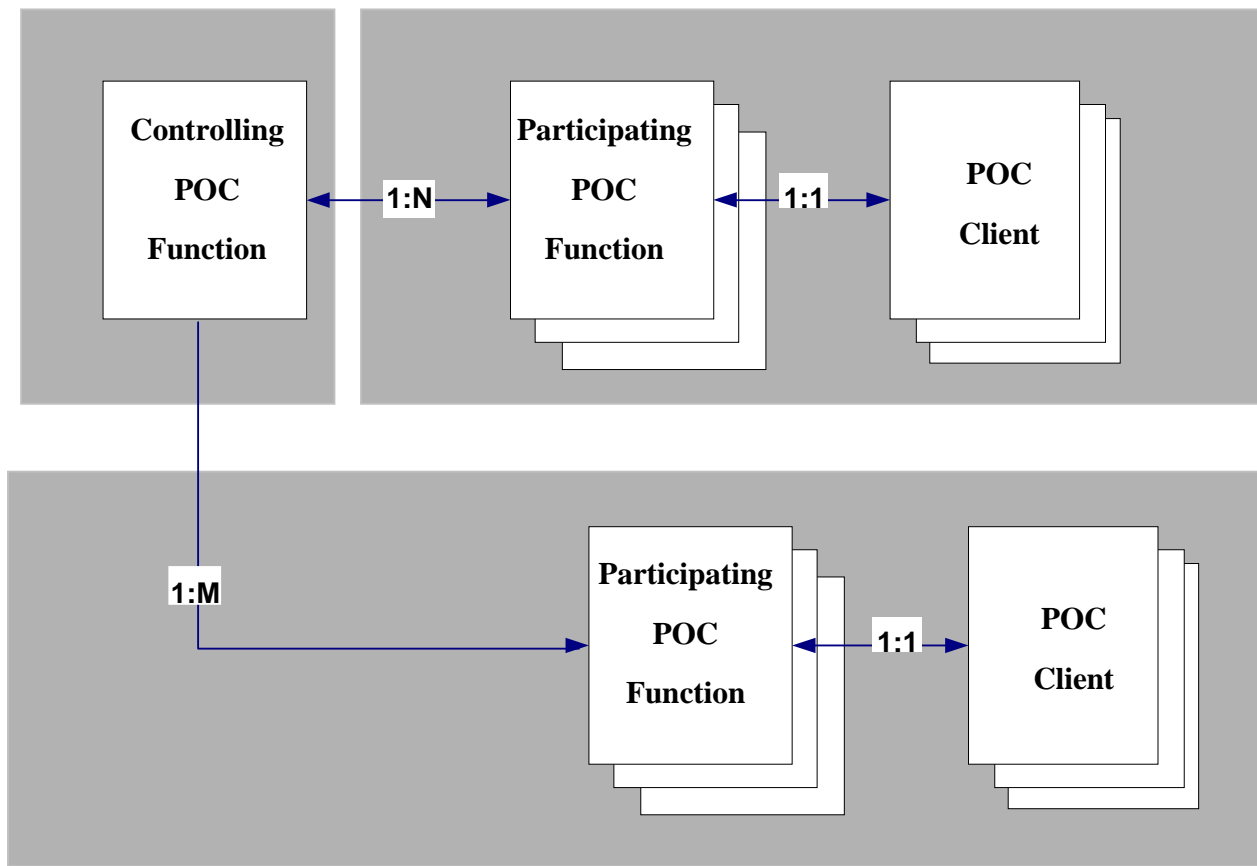 Controlling
POC
Function
1:N
Participating
POC
Function
1:1
POC
Client
1:M
Participating
POC
Function
1:1
POC
Client